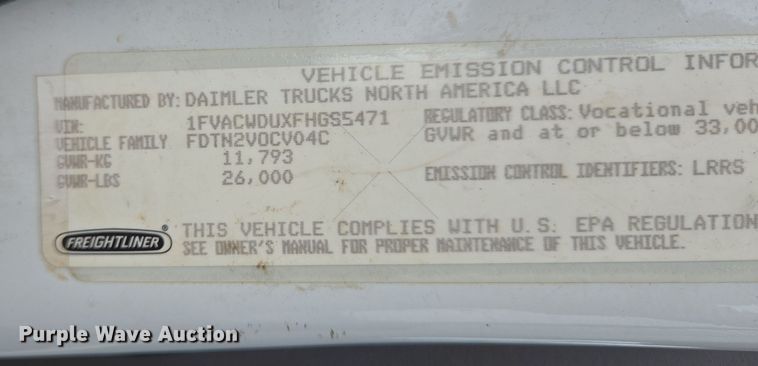 VEHICLE EMISSION CONTROL INFOR
MANUFACTURED BY: DAIMLER TRUCKS NORTH AMERICA LLC
VIN: 1FVACWDUXFHGS5471
REGULATORY CLASS: Vocational veh
VEHICLE FAMILY FDTN2VOCV04C
GVWR and at or below 33,00
GVWR-KG 11,793
GVWR-LBS 26,000
EMISSION CONTROL IDENTIFIERS: LRRS
FREIGHTLINER
THIS VEHICLE COMPLIES WITH U.S. EPA REGULATION
SEE OWNER'S MANUAL FOR PROPER MAINTENANCE OF THIS VEHICLE.
Purple Wave Auction